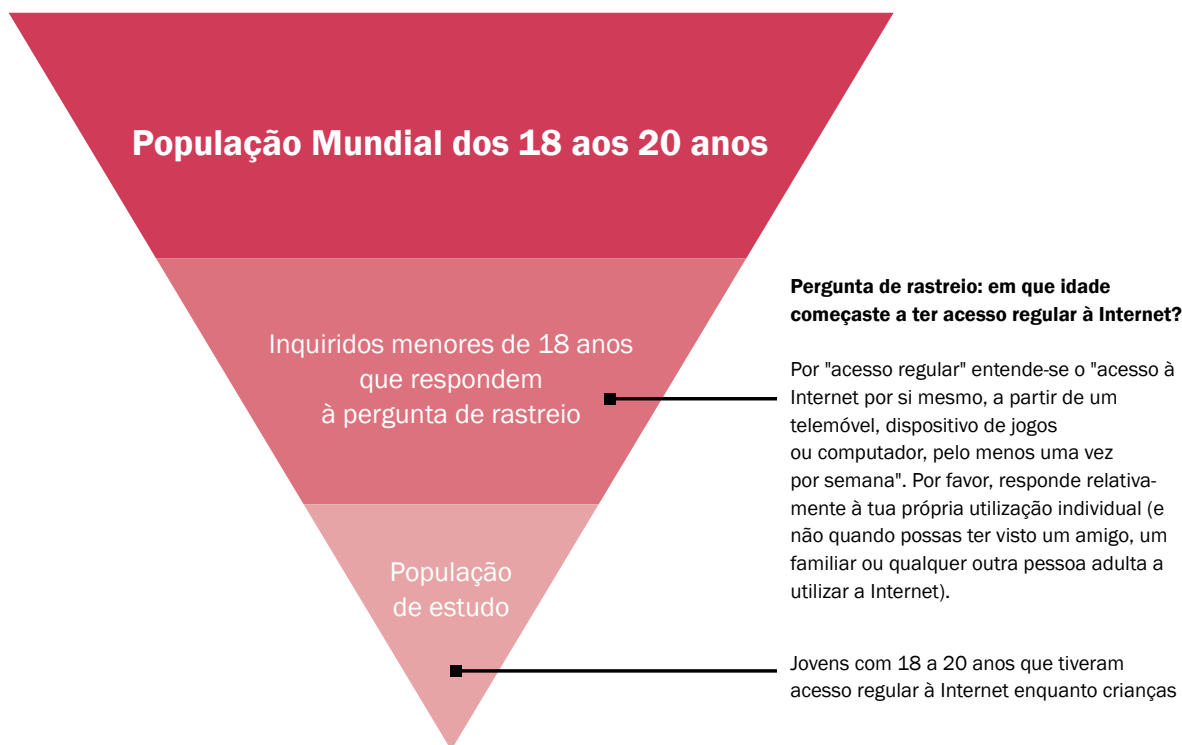 População Mundial dos 18 aos 20 anos
Inquiridos menores de 18 anos
que respondem
à pergunta de rastreio
Pergunta de rastreio: em que idade
começaste a ter acesso regular à Internet?
Por "acesso regular" entende-se o "acesso à
Internet por si mesmo, a partir de um
telemóvel, dispositivo de jogos
ou computador, pelo menos uma vez
por semana". Por favor, responde relativa-
mente à tua própria utilização individual (e
não quando possas ter visto um amigo, um
familiar ou qualquer outra pessoa adulta a
utilizar a Internet).
População
de estudo
Jovens com 18 a 20 anos que tiveram
acesso regular à Internet enquanto crianças